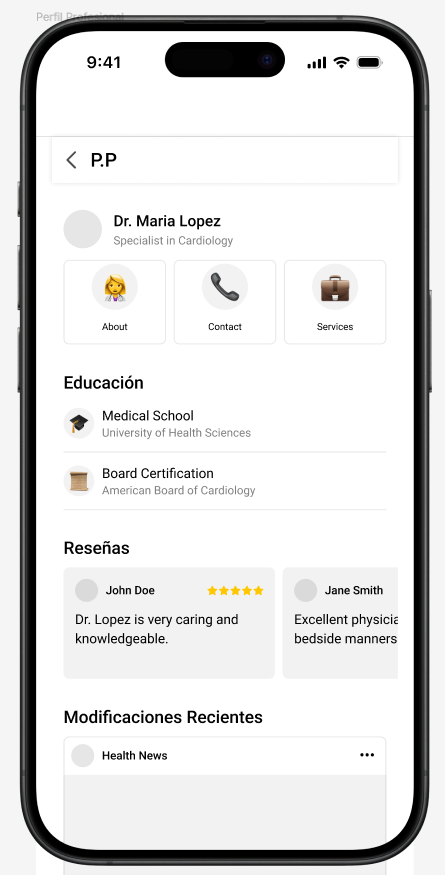 Perfil Profesional
9:41
P.P
Dr. Maria Lopez
Specialist in Cardiology
About
Contact
Services
Educación
Medical School
University of Health Sciences
Board Certification
American Board of Cardiology
Reseñas
John Doe
Dr. Lopez is very caring and
knowledgeable.
Jane Smith
Excellent physicia
bedside manners
Modificaciones Recientes
Health News